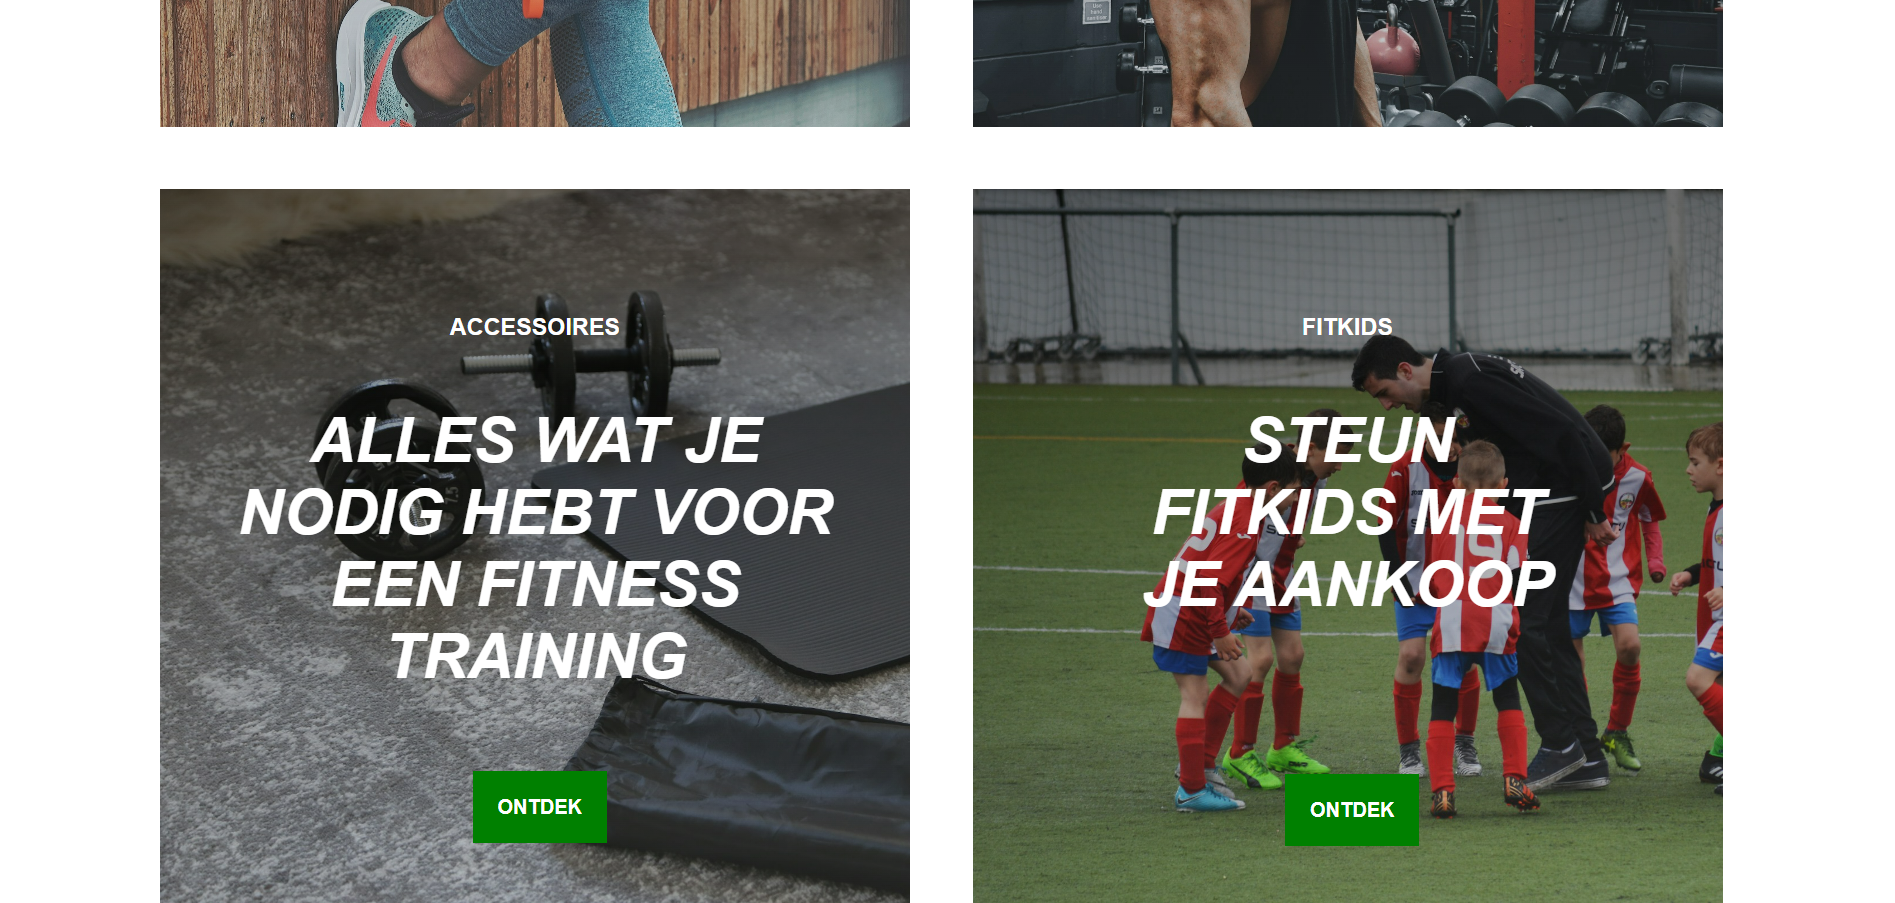 ACCESSOIRES
ALLES WAT JE
NODIG HEBT VOOR
EEN FITNESS
TRAINING
ONTDEK
FITKIDS
STEUN
FITKIDS MET
JE AANKOOP
ONTDEK